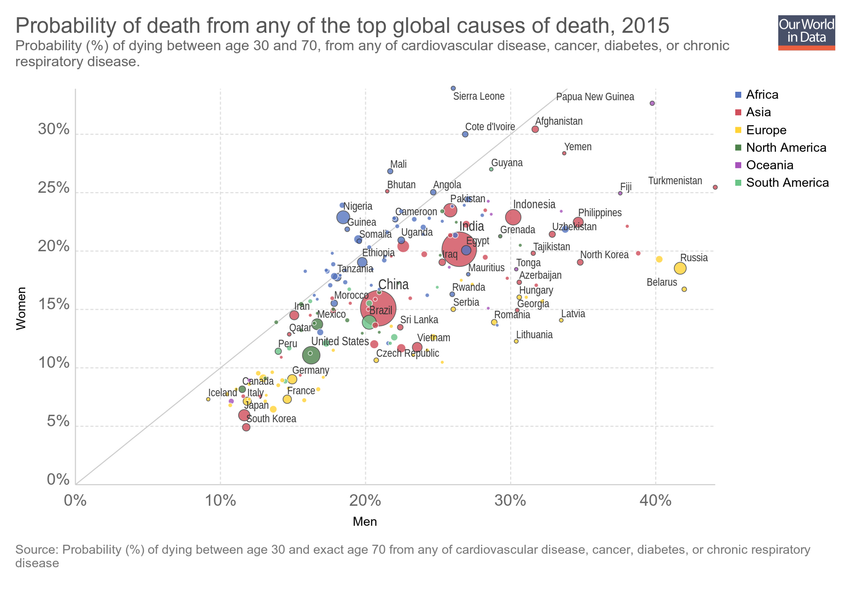 Probability of death from any of the top global causes of death, 2015
Our World
in Data
Probability (%) of dying between age 30 and 70, from any of cardiovascular disease, cancer, diabetes, or chronic
respiratory disease.
Africa
Asia
Europe
North America
Oceania
South America
Sierra Leone
Papua New Guinea
30%
Cote d'Ivoire
Afghanistan
Yemen
Mali
Guyana
Bhutan
Angola
Fiji
Turkmenistan
25%
Nigeria
Pakistan
Indonesia
Cameroon
Philippines
Guinea
Somalia
Uganda
India
Grenada
Uzbekistan
20%
Ethiopia
Iraq
Egypt
Tajikistan
North Korea
Russia
Tanzania
Mauritius
Tonga
Azerbaijan
Belarus
China
Rwanda
Hungary
Morocco
15%
Iran
Mexico
Brazil
Serbia
Georgia
Qatar
Sri Lanka
Romania
Latvia
Peru
United States
Vietnam
Lithuania
Czech Republic
10%
Germany
Canada
Iceland
Italy
France
Japan
5%
South Korea
0%
0%
10%
20%
30%
40%
Women
Men
Source: Probability (%) of dying between age 30 and exact age 70 from any of cardiovascular disease, cancer, diabetes, or chronic respiratory
disease